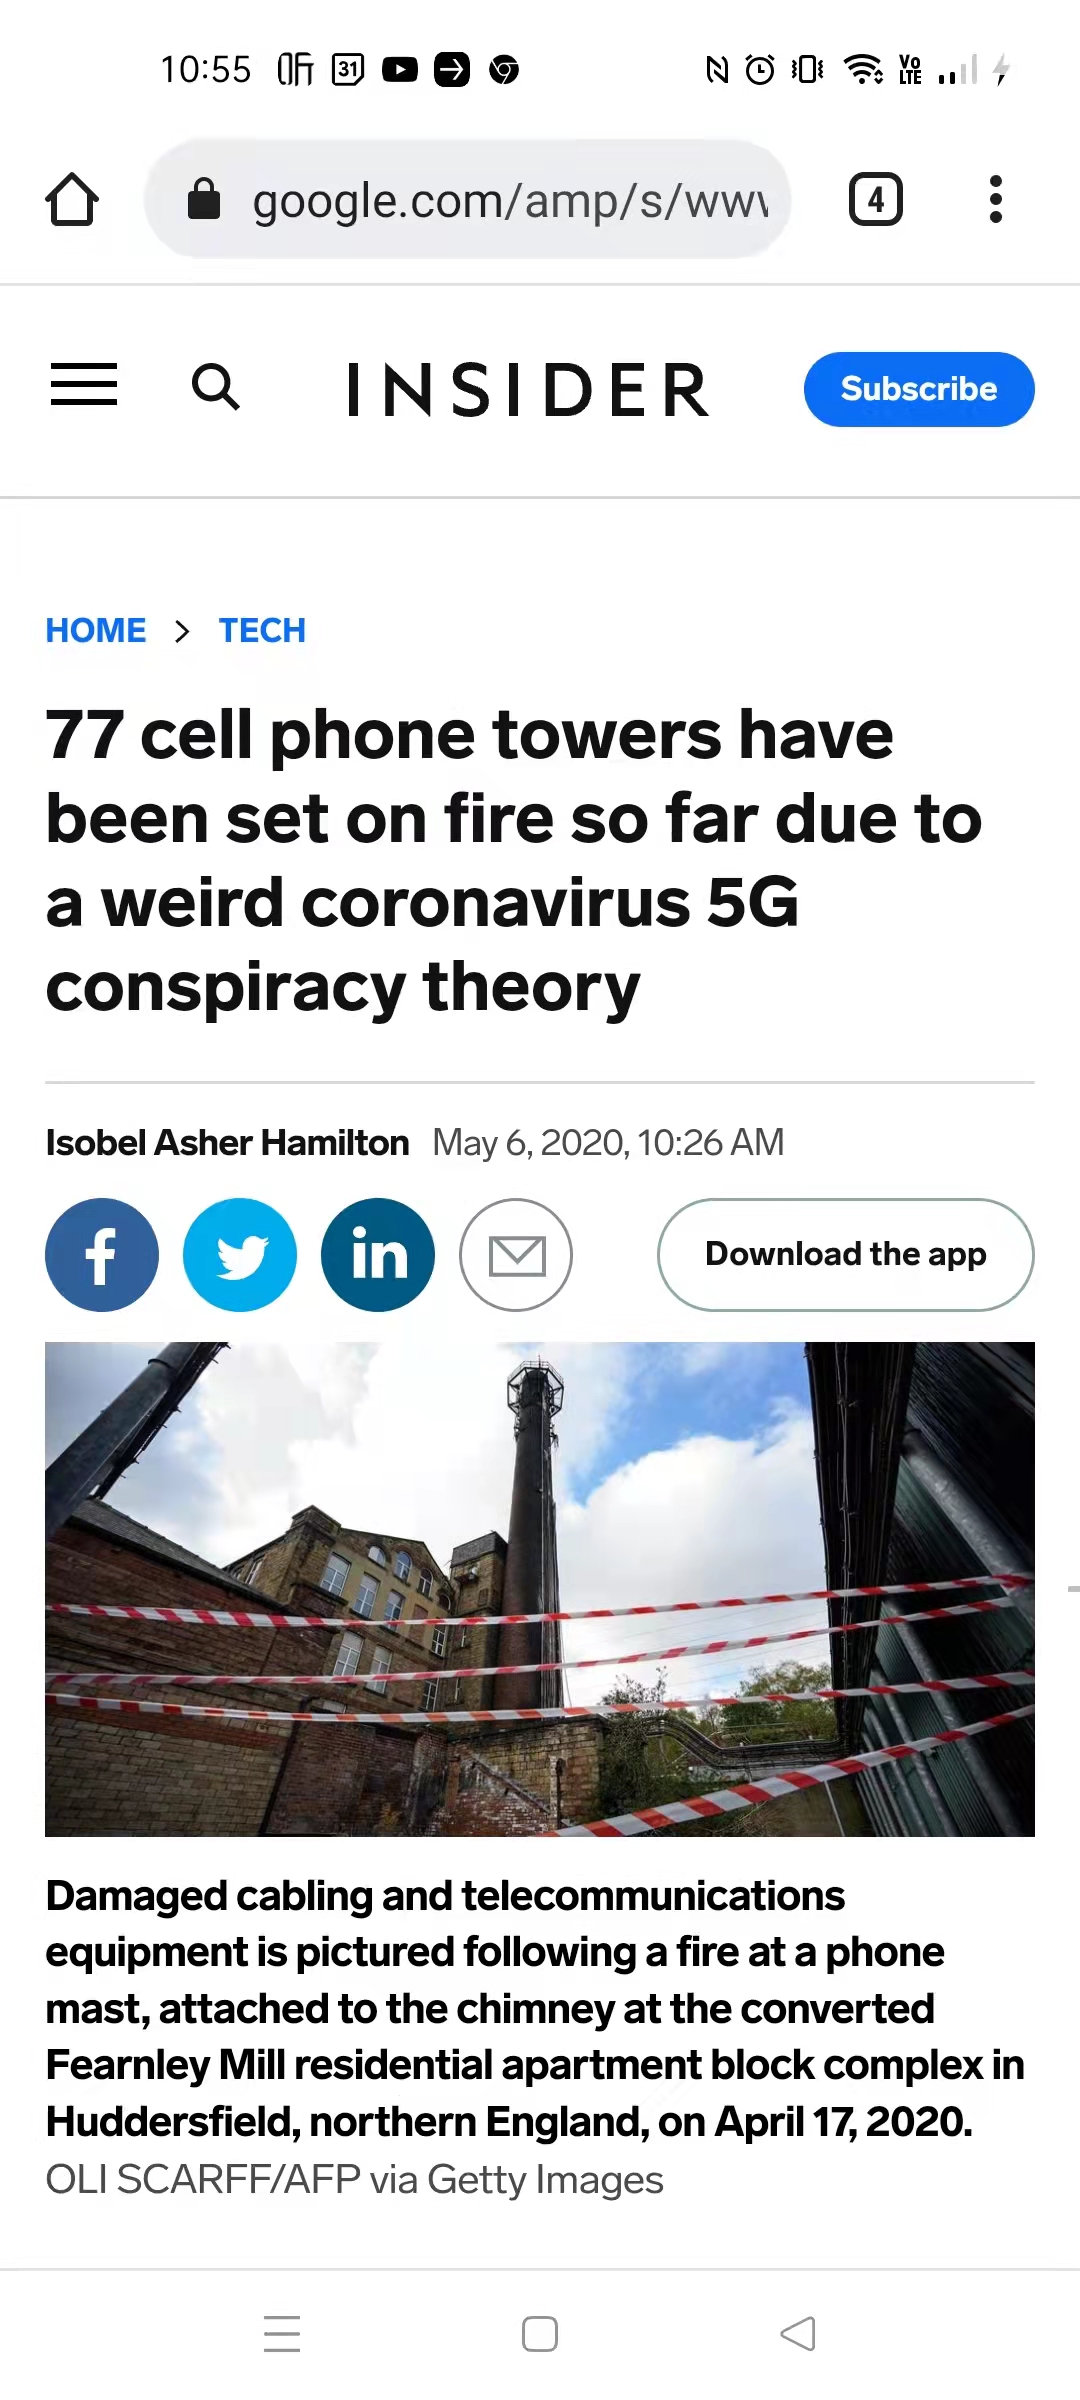 10:55 31 Vo LTE
google.com/amp/s/www 4
INSIDER Subscribe
HOME > TECH
77 cell phone towers have
been set on fire so far due to
a weird coronavirus 5G
conspiracy theory
Isobel Asher Hamilton May 6, 2020, 10:26 AM
f in Download the app
Damaged cabling and telecommunications
equipment is pictured following a fire at a phone
mast, attached to the chimney at the converted
Fearnley Mill residential apartment block complex in
Huddersfield, northern England, on April 17, 2020.
OLI SCARFF/AFP via Getty Images